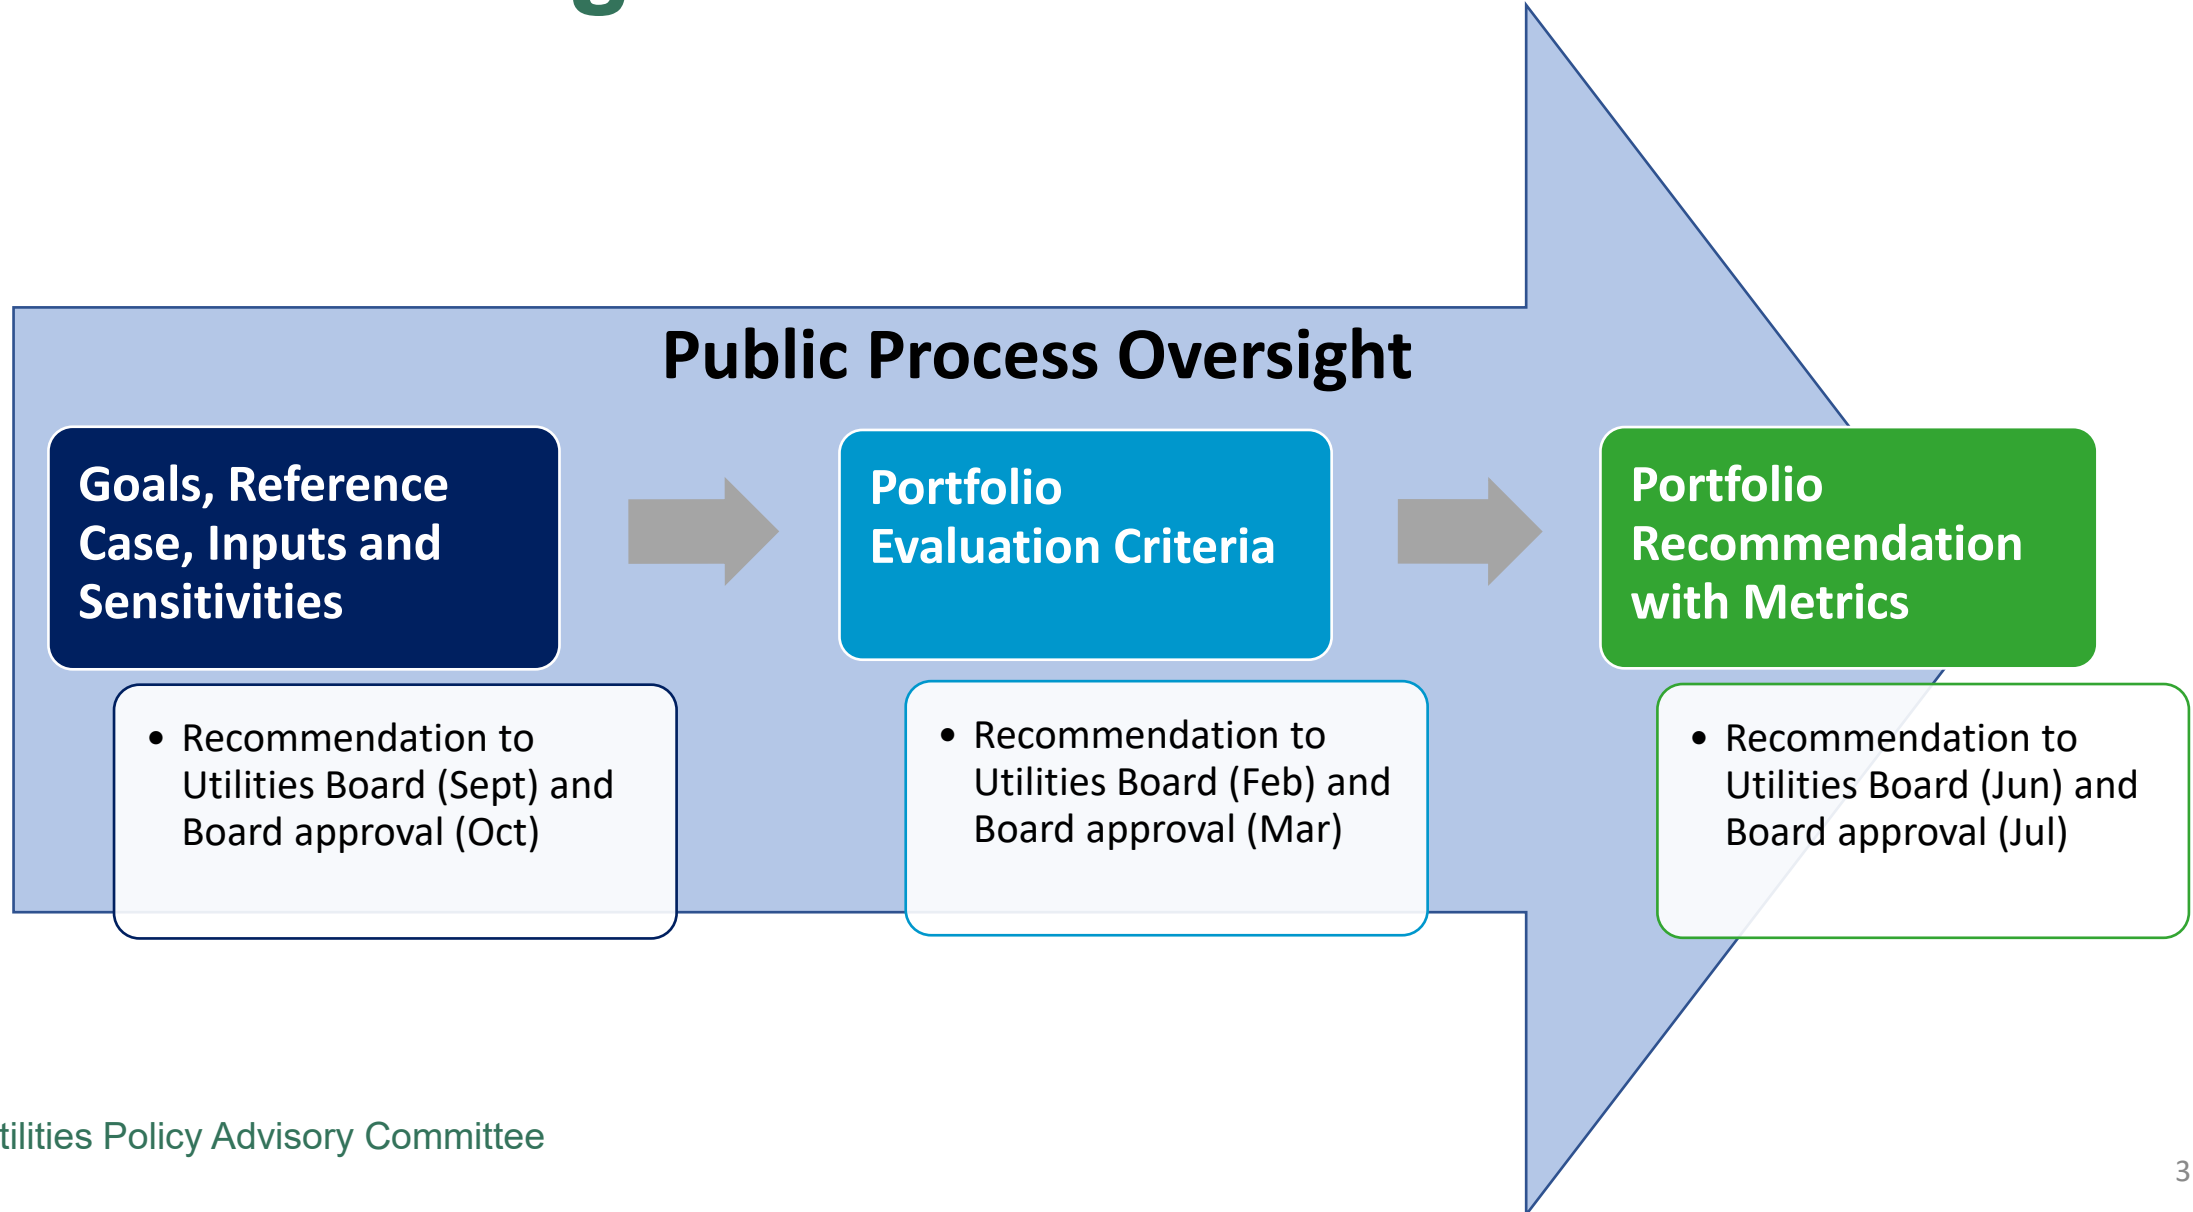 Public Process Oversight
Goals, Reference
Case, Inputs and
Sensitivities
• Recommendation to
Utilities Board (Sept) and
Board approval (Oct)
Portfolio
Evaluation Criteria
• Recommendation to
Utilities Board (Feb) and
Board approval (Mar)
Portfolio
Recommendation
with Metrics
• Recommendation to
Utilities Board (Jun) and
Board approval (Jul)
tilities Policy Advisory Committee
3